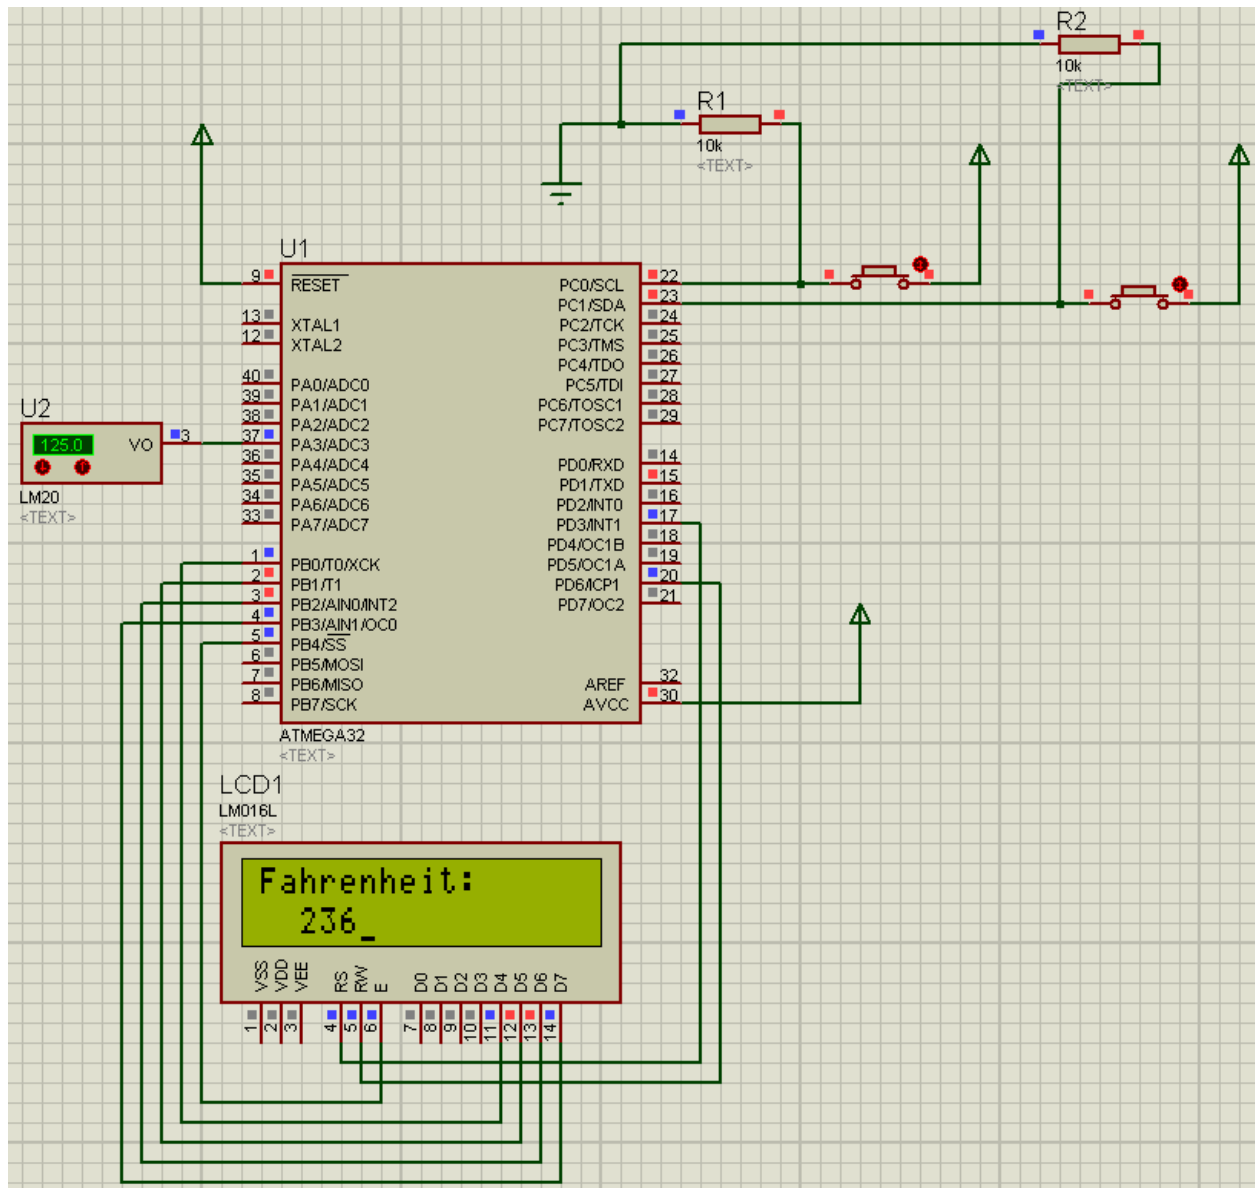 R2
10k
<TEXT>
R1
10k
<TEXT>
U1
9 RESET
13 XTAL1
12 XTAL2
40 PA0/ADC0
39 PA1/ADC1
38 PA2/ADC2
37 PA3/ADC3
36 PA4/ADC4
35 PA5/ADC5
34 PA6/ADC6
33 PA7/ADC7
1 PB0/T0/XCK
2 PB1/T1
3 PB2/AIN0/INT2
4 PB3/AIN1/OC0
5 PB4/SS
6 PB5/MOSI
7 PB6/MISO
8 PB7/SCK
PC0/SCL 22
PC1/SDA 23
PC2/TCK 24
PC3/TMS 25
PC4/TDO 26
PC5/TDI 27
PC6/TOSC1 28
PC7/TOSC2 29
PD0/RXD 14
PD1/TXD 15
PD2/INT0 16
PD3/INT1 17
PD4/OC1B 18
PD5/OC1A 19
PD6/ICP1 20
PD7/OC2 21
AREF 32
AVCC 30
ATMEGA32
<TEXT>
U2
125.0 VO 3
LM20
<TEXT>
LCD1
LM016L
<TEXT>
Fahrenheit:
236_
VSS VDD VEE RS RW E D0 D1 D2 D3 D4 D5 D6 D7
1 2 3 4 5 6 7 8 9 10 11 12 13 14